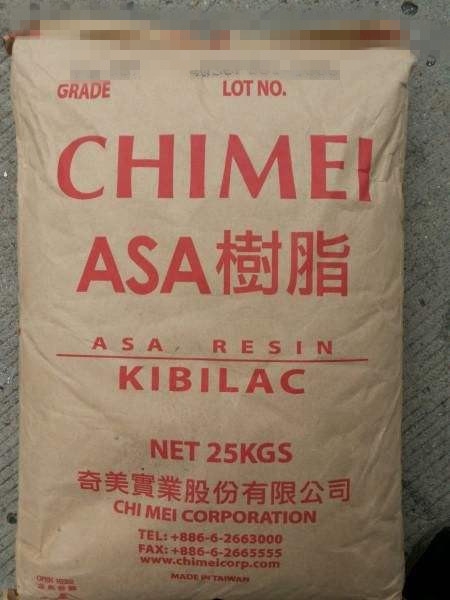 GRADE LOT NO.
CHIMEI
ASA樹脂
ASA RESIN
KIBILAC
NET 25KGS
奇美實業股份有限公司
CHI MEI CORPORATION
TEL: +886-6-2663000
FAX: +886-6-2665555
www.chimeicorp.com
MADE IN TAIWAN